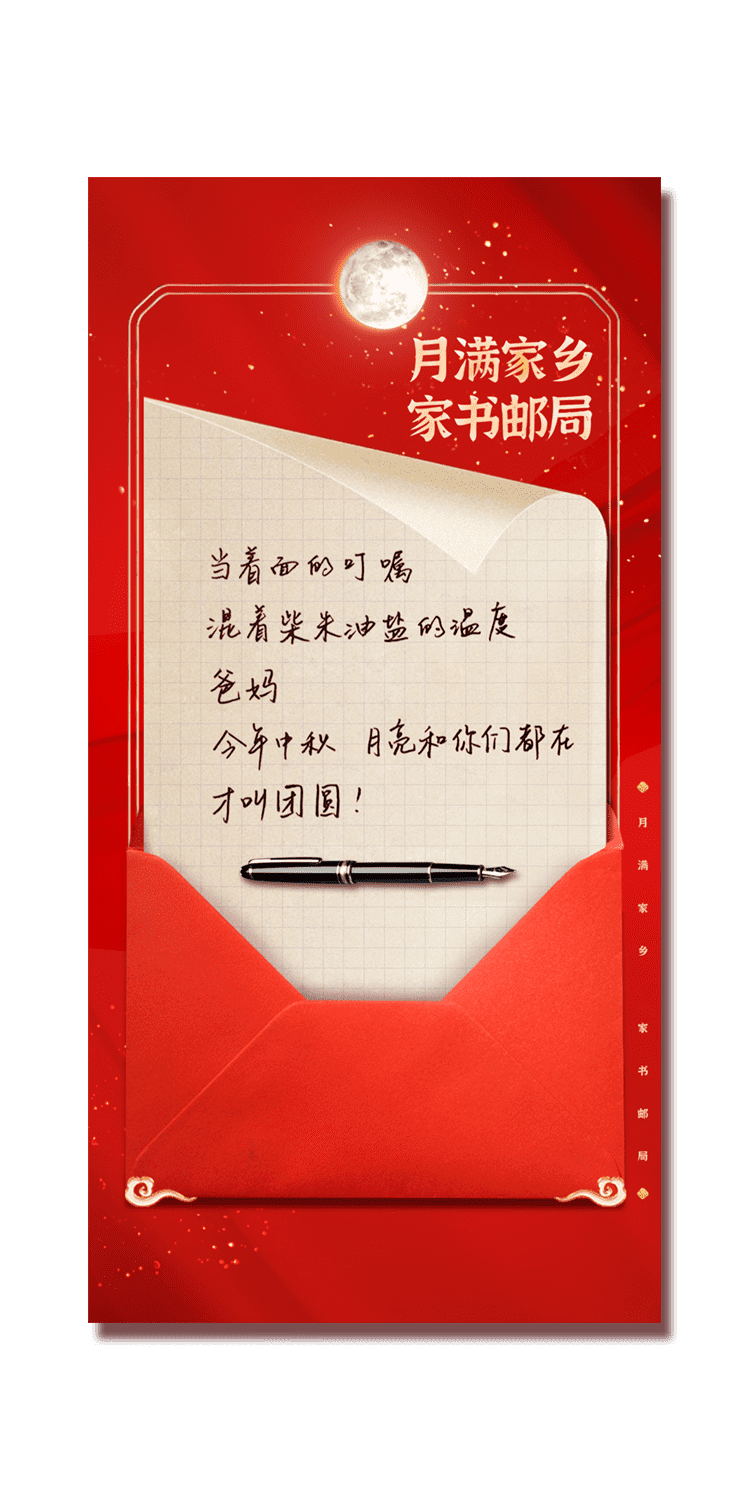 月满家乡
家书邮局
当着面的叮嘱
混着柴米油盐的温度
爸妈
今年中秋 月亮和你们都在
才叫团圆！
月满家乡 家书邮局